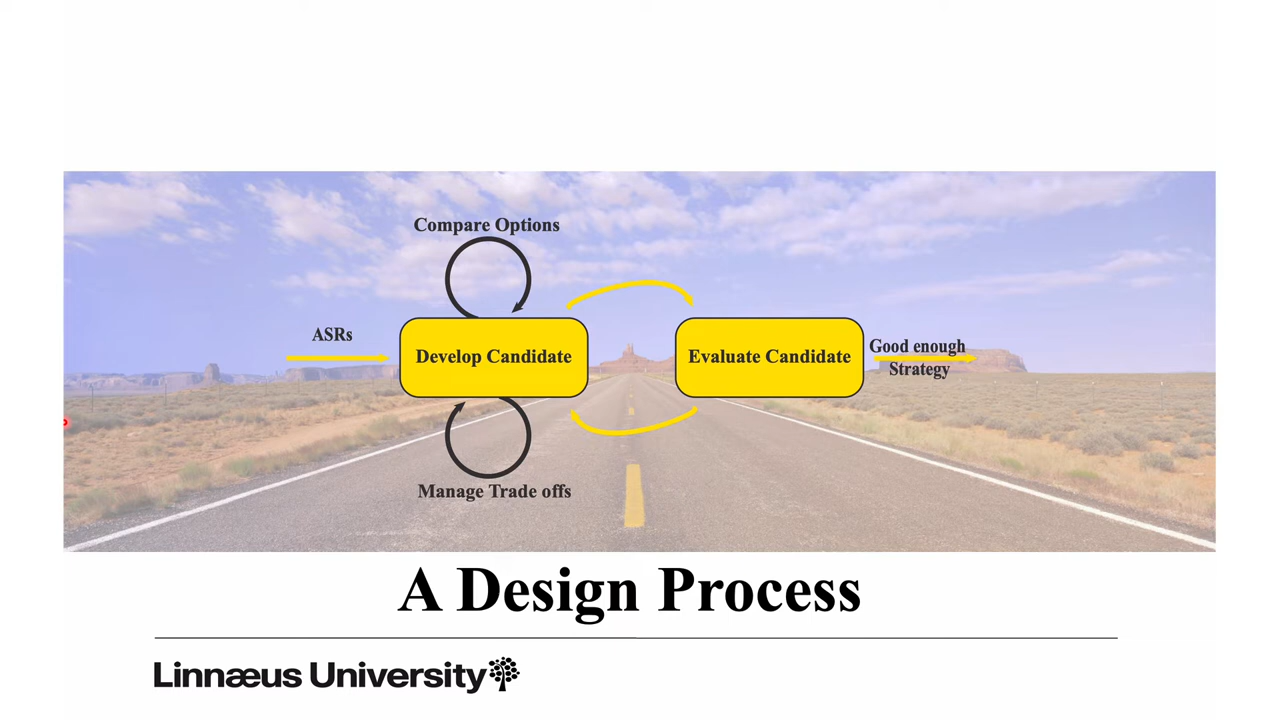 Compare Options
ASRs
Develop Candidate
Evaluate Candidate
Good enough
Strategy
Manage Trade offs
A Design Process
Linnæus University